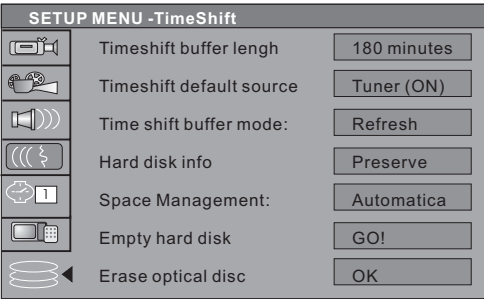 SETUP MENU -TimeShift
Timeshift buffer lengh 180 minutes
Timeshift default source Tuner (ON)
Time shift buffer mode: Refresh
Hard disk info Preserve
1 Space Management: Automatica
Empty hard disk GO!
Erase optical disc OK